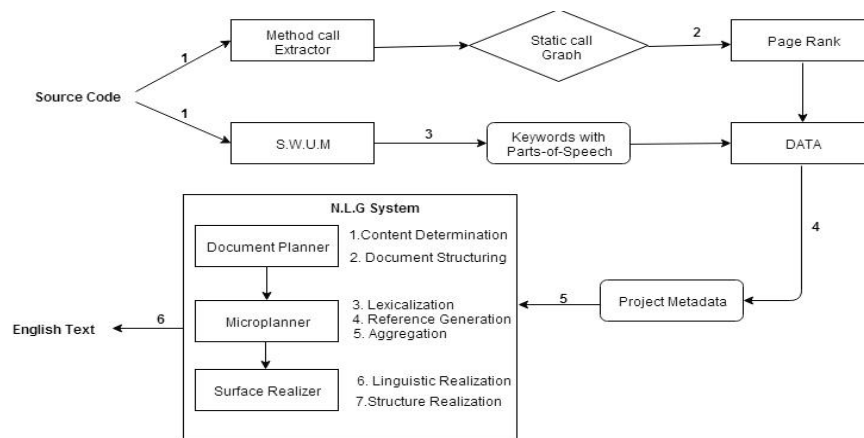 Method call
Extractor
Static call
Graph
2
Page Rank
1
Source Code
1
S.W.U.M
3
Keywords with
Parts-of-Speech
DATA
N.L.G System
Document Planner
1.Content Determination
2. Document Structuring
4
Microplanner
3. Lexicalization
4. Reference Generation
5. Aggregation
5
Project Metadata
English Text
6
Surface Realizer
6. Linguistic Realization
7.Structure Realization